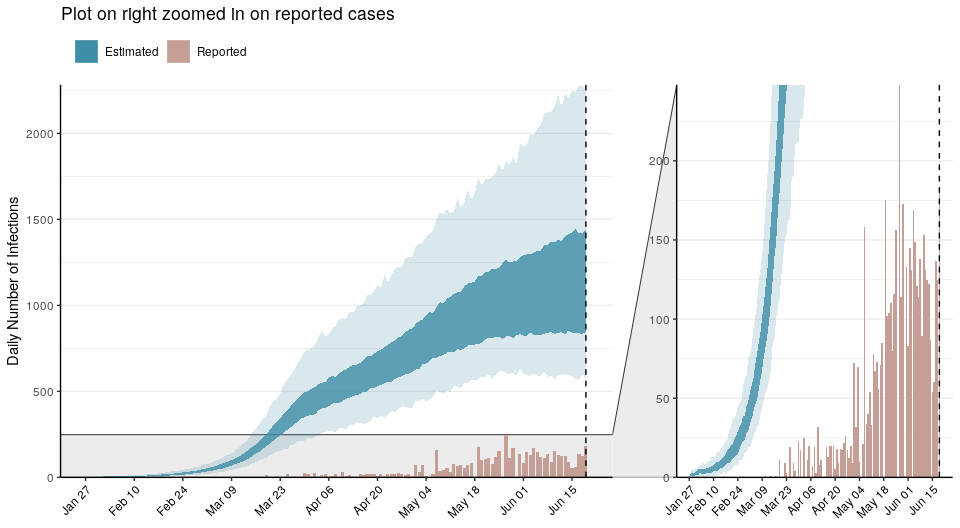 Plot on right zoomed in on reported cases
Estimated Reported
Daily Number of Infections
2000
1500
1000
500
0
Jan 27 Feb 10 Feb 24 Mar 09 Mar 23 Apr 06 Apr 20 May 04 May 18 Jun 01 Jun 15
200
150
100
50
0
Jan 27 Feb 10 Feb 24 Mar 09 Mar 23 Apr 06 Apr 20 May 04 May 18 Jun 01 Jun 15